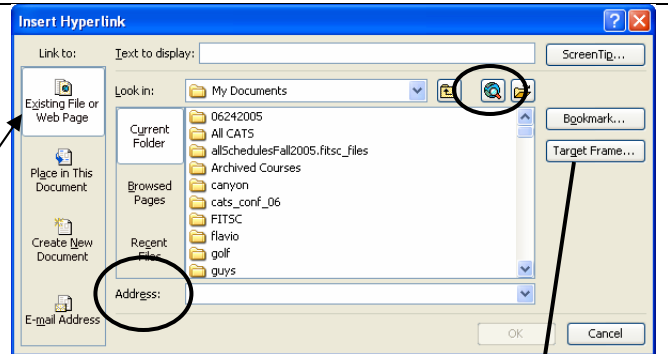 Insert Hyperlink
Link to:
Text to display:
ScreenTip...
Existing File or
Web Page
Look in:
My Documents
Current
Folder
Browsed
Pages
Recent
Files
06242005
All CATS
allSchedulesFall2005.fitsc_files
Archived Courses
canyon
cats_conf_06
FITSC
flavio
golf
guys
Bookmark...
Target Frame...
Place in This
Document
Create New
Document
E-mail Address
Address:
OK
Cancel